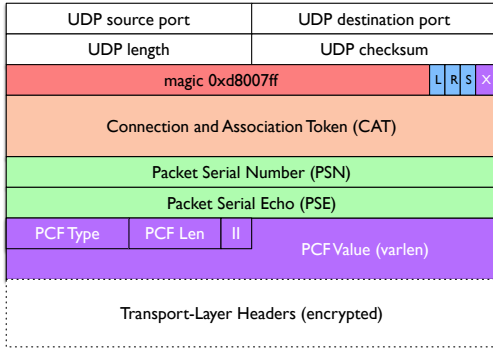 UDP source port UDP destination port
UDP length UDP checksum
magic 0xd8007ff L R S X
Connection and Association Token (CAT)
Packet Serial Number (PSN)
Packet Serial Echo (PSE)
PCF Type PCF Len II
PCF Value (varlen)
Transport-Layer Headers (encrypted)